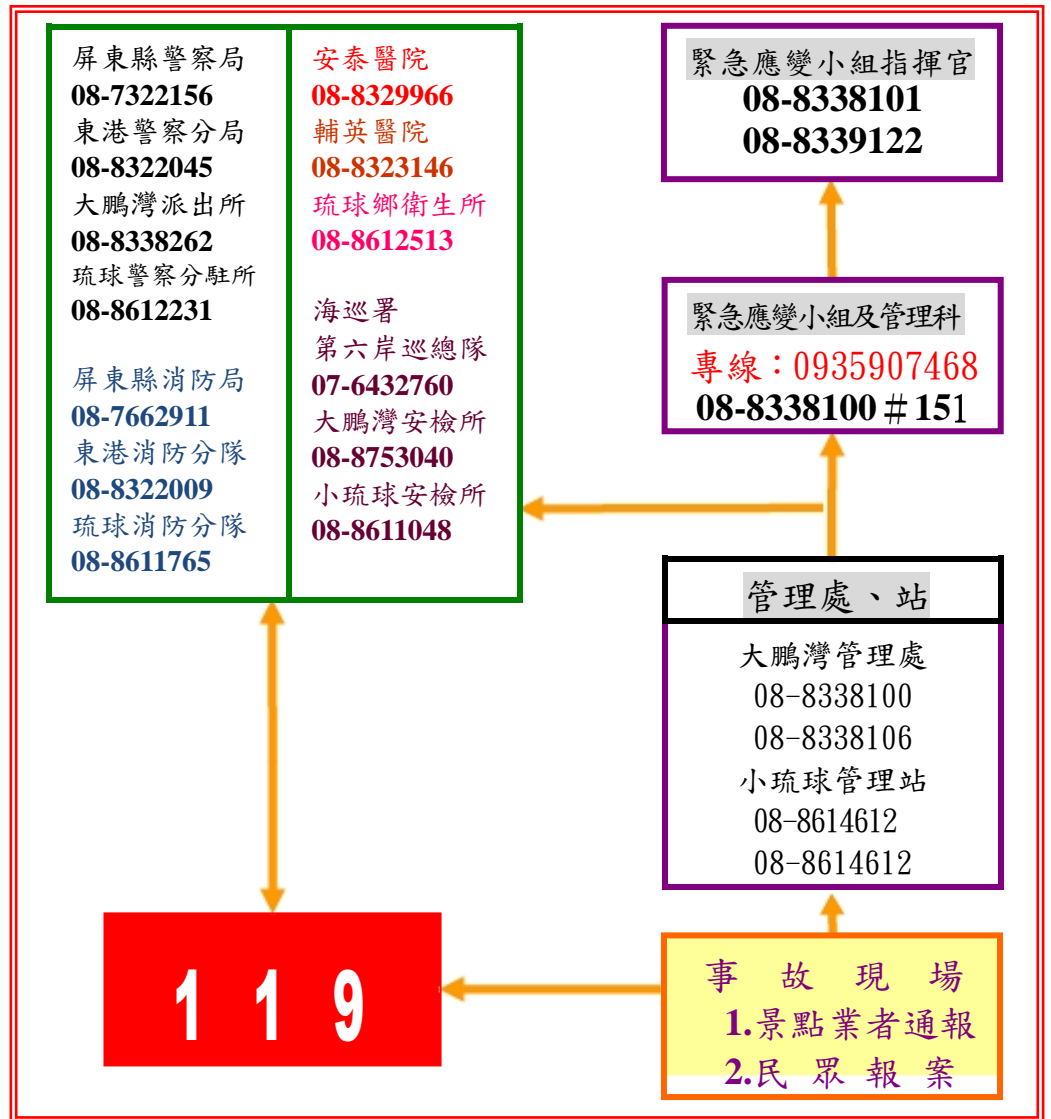 屏東縣警察局
08-7322156
東港警察分局
08-8322045
大鵬灣派出所
08-8338262
琉球警察分駐所
08-8612231
屏東縣消防局
08-7662911
東港消防分隊
08-8322009
琉球消防分隊
08-8611765
安泰醫院
08-8329966
輔英醫院
08-8323146
琉球鄉衛生所
08-8612513
海巡署
第六岸巡總隊
07-6432760
大鵬灣安檢所
08-8753040
小琉球安檢所
08-8611048
緊急應變小組指揮官
08-8338101
08-8339122
緊急應變小組及管理科
專線：0935907468
08-8338100＃151
管理處、站
大鵬灣管理處
08-8338100
08-8338106
小琉球管理站
08-8614612
08-8614612
119
事故現場
1.景點業者通報
2.民眾報案